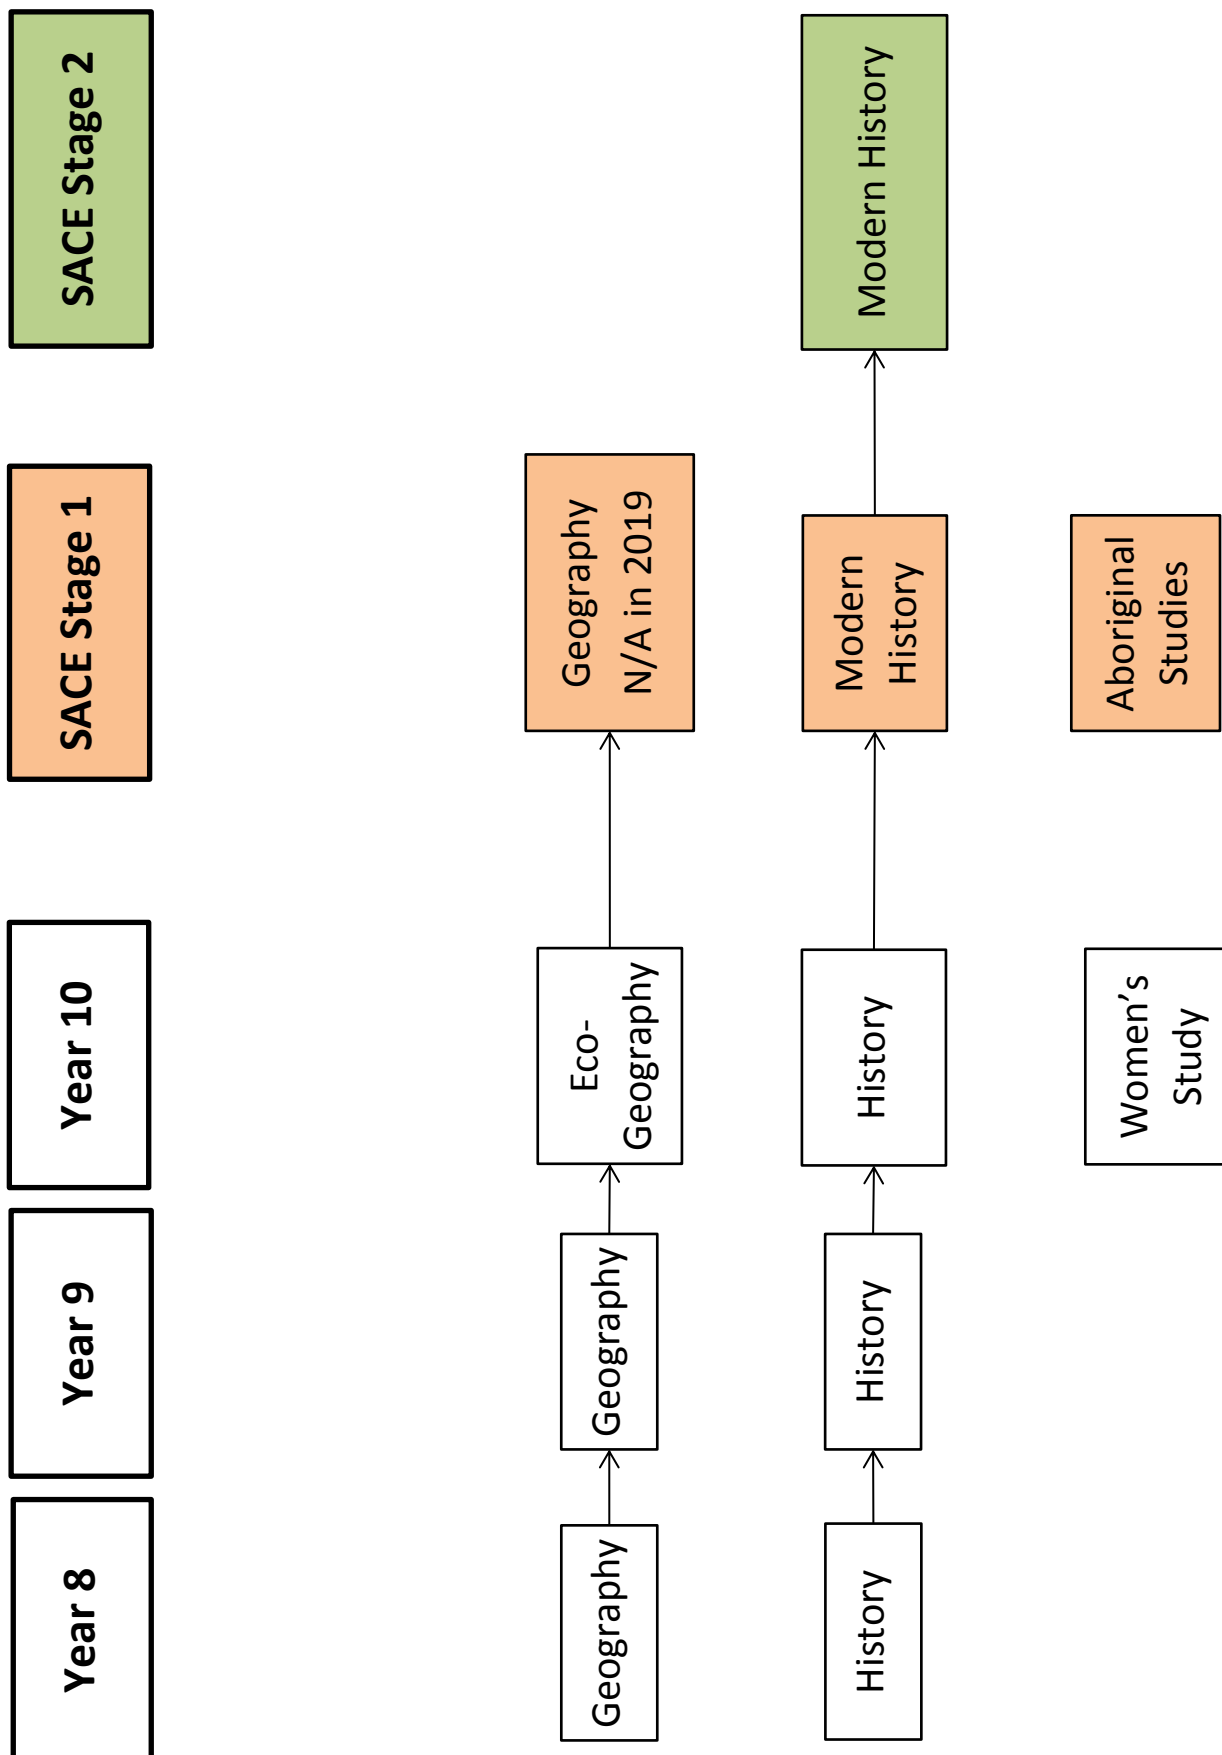 Year 8
Year 9
Year 10
SACE Stage 1
SACE Stage 2
Geography
Geography
Eco-
Geography
Geography
N/A in 2019
History
History
History
Modern
History
Modern History
Women’s
Study
Aboriginal
Studies